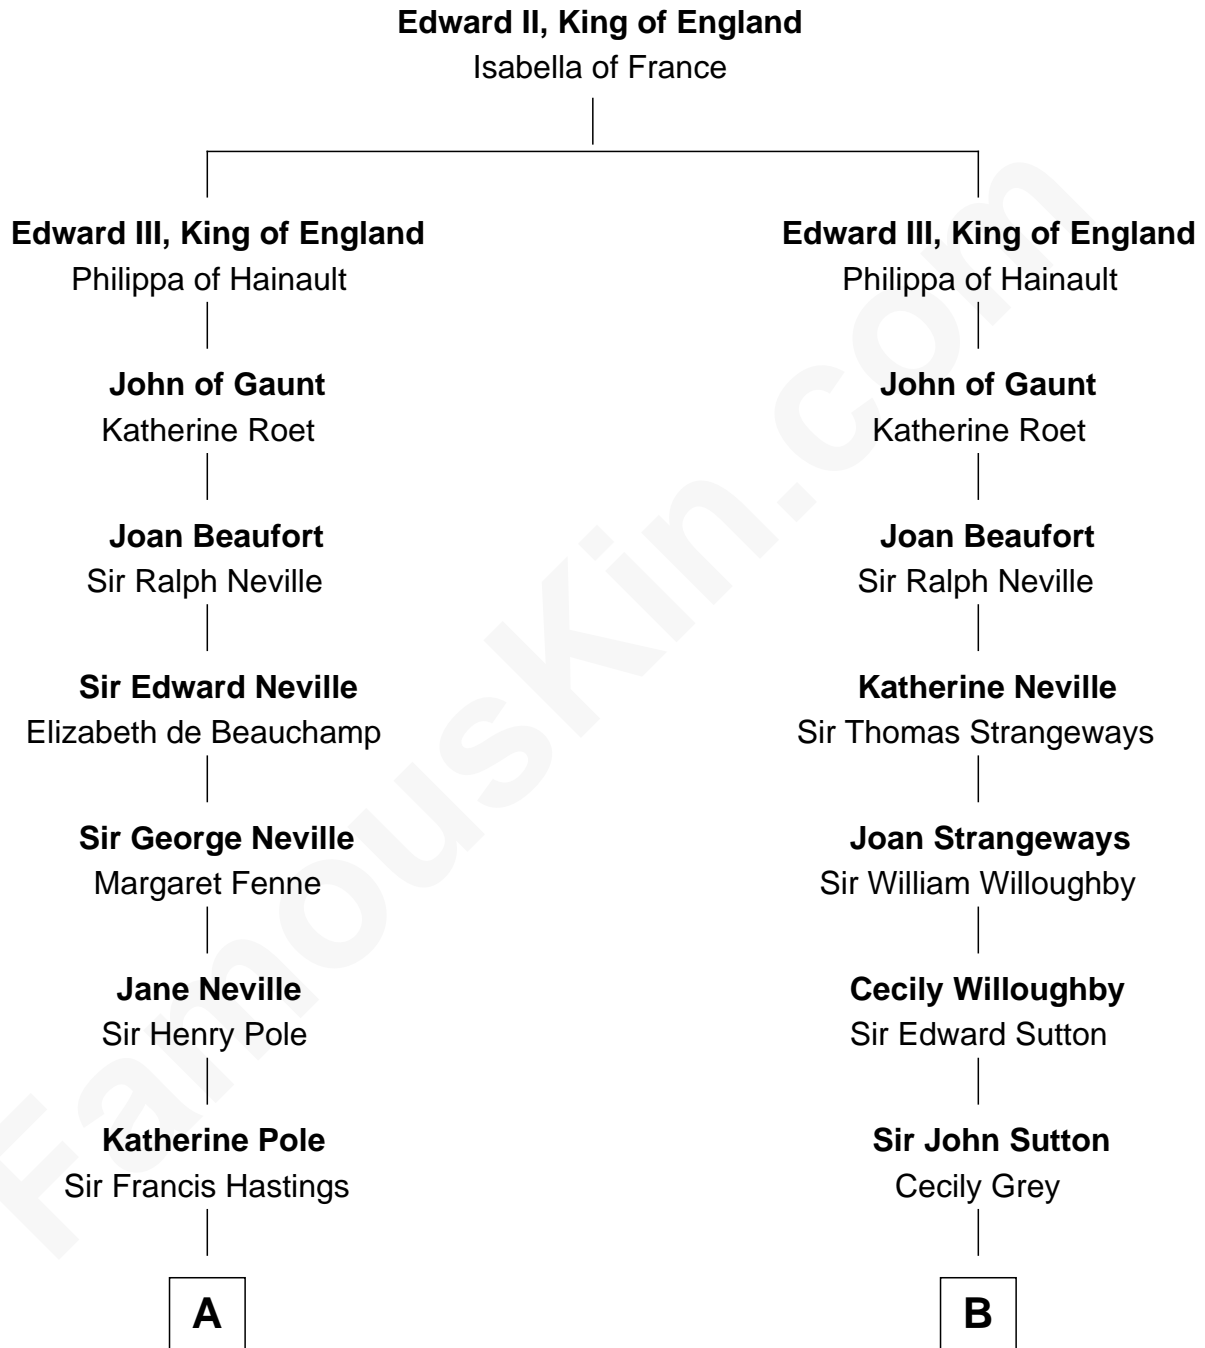 Edward II, King of England
Isabella of France
Edward III, King of England
Philippa of Hainault
John of Gaunt
Katherine Roet
Joan Beaufort
Sir Ralph Neville
Sir Edward Neville
Elizabeth de Beauchamp
Sir George Neville
Margaret Fenne
Jane Neville
Sir Henry Pole
Katherine Pole
Sir Francis Hastings
A
Edward III, King of England
Philippa of Hainault
John of Gaunt
Katherine Roet
Joan Beaufort
Sir Ralph Neville
Katherine Neville
Sir Thomas Strangeways
Joan Strangeways
Sir William Willoughby
Cecily Willoughby
Sir Edward Sutton
Sir John Sutton
Cecily Grey
B
FamousKin.com